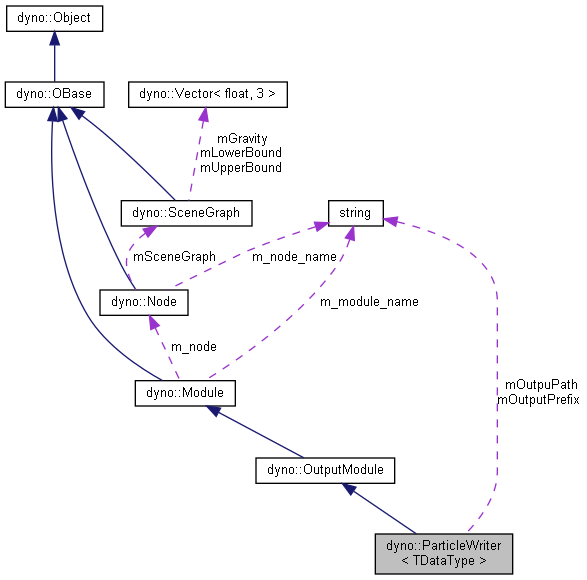 dyno::Object
dyno::OBase
dyno::Vector< float, 3 >
mGravity
mLowerBound
mUpperBound
dyno::SceneGraph
string
mSceneGraph
m_node_name
dyno::Node
m_module_name
m_node
dyno::Module
mOutpuPath
mOutputPrefix
dyno::OutputModule
dyno::ParticleWriter
< TDataType >